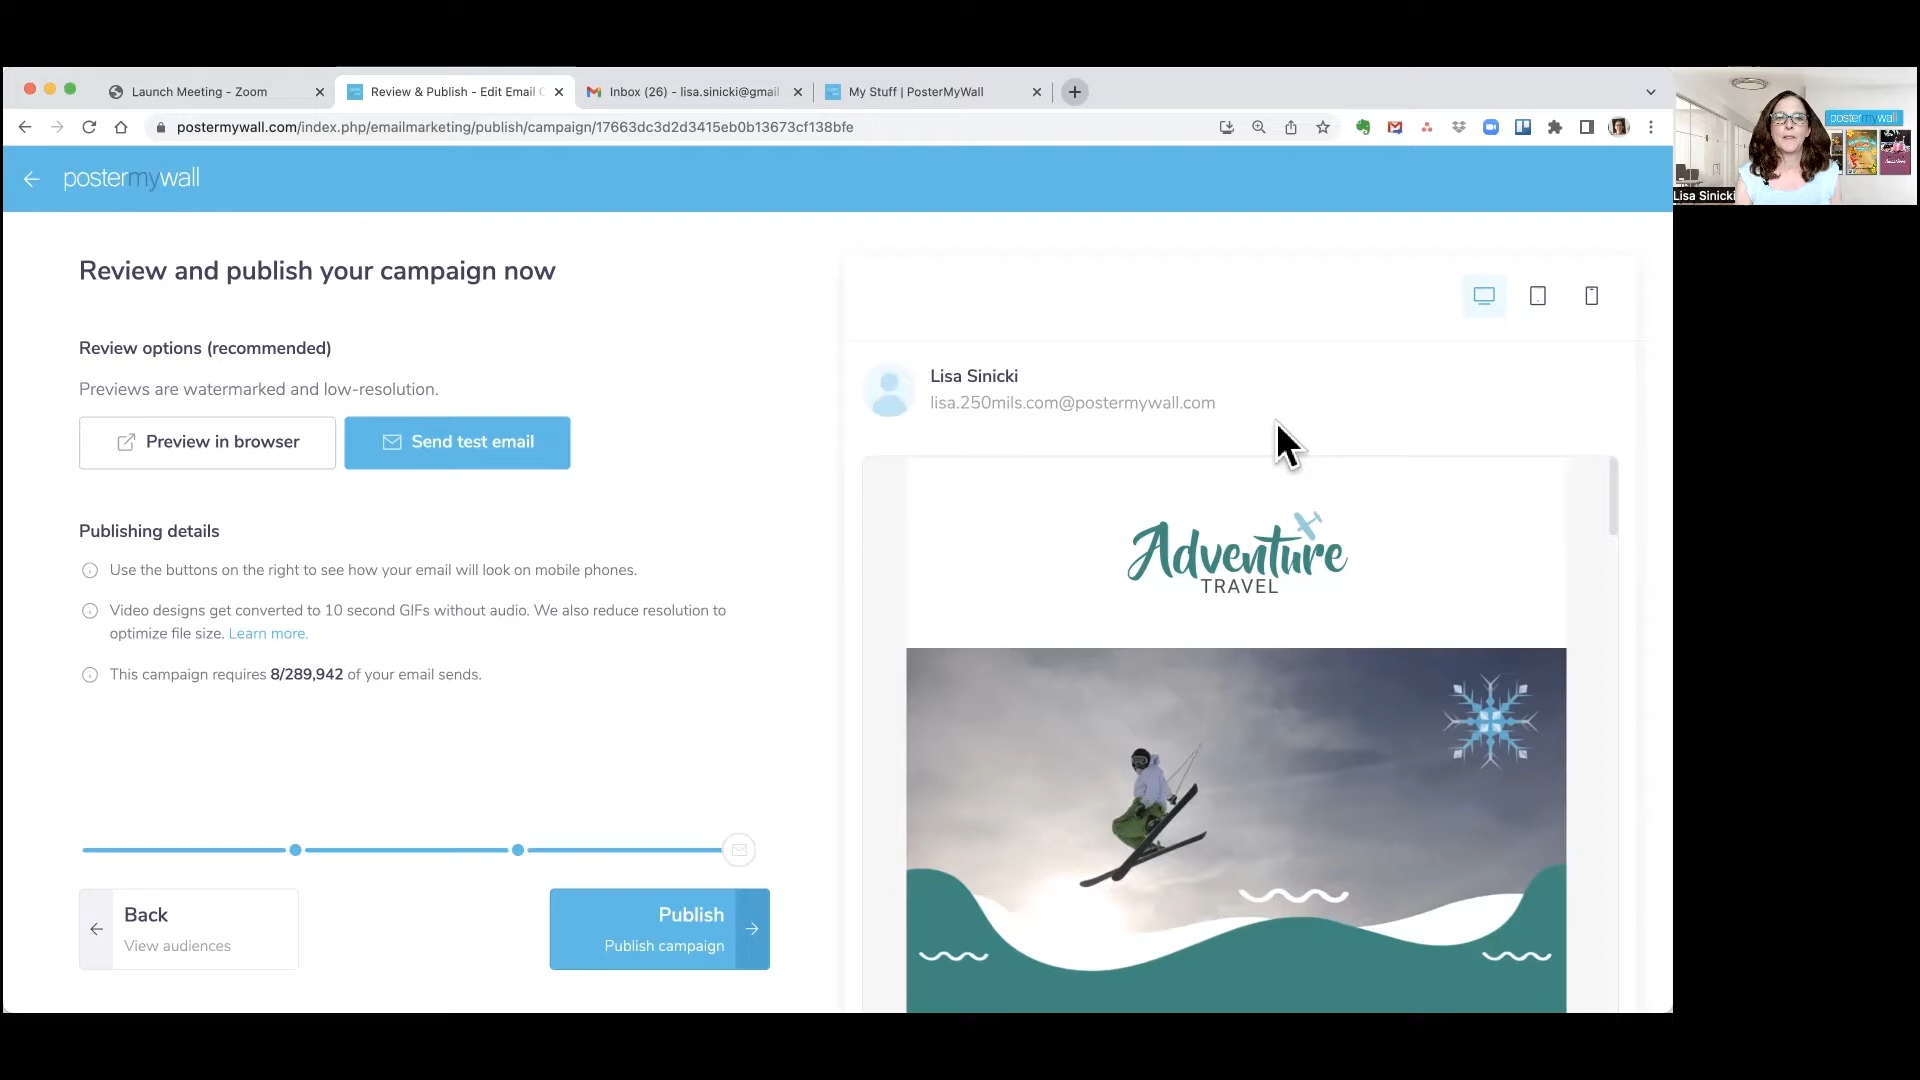 Launch Meeting - Zoom
Review & Publish - Edit Email C
Inbox (26) - lisa.sinicki@gmail
My Stuff | PosterMyWall
postermywall.com/index.php/emailmarketing/publish/campaign/17663dc3d2d3415eb0b13673cf138bfe
postermywall
postermywall
Lisa Sinicki
Review and publish your campaign now
Review options (recommended)
Previews are watermarked and low-resolution.
Preview in browser
Send test email
Publishing details
Use the buttons on the right to see how your email will look on mobile phones.
Video designs get converted to 10 second GIFs without audio. We also reduce resolution to
optimize file size. Learn more.
This campaign requires 8/289,942 of your email sends.
Back
View audiences
Publish
Publish campaign
Lisa Sinicki
lisa.250mils.com@postermywall.com
Adventure
TRAVEL